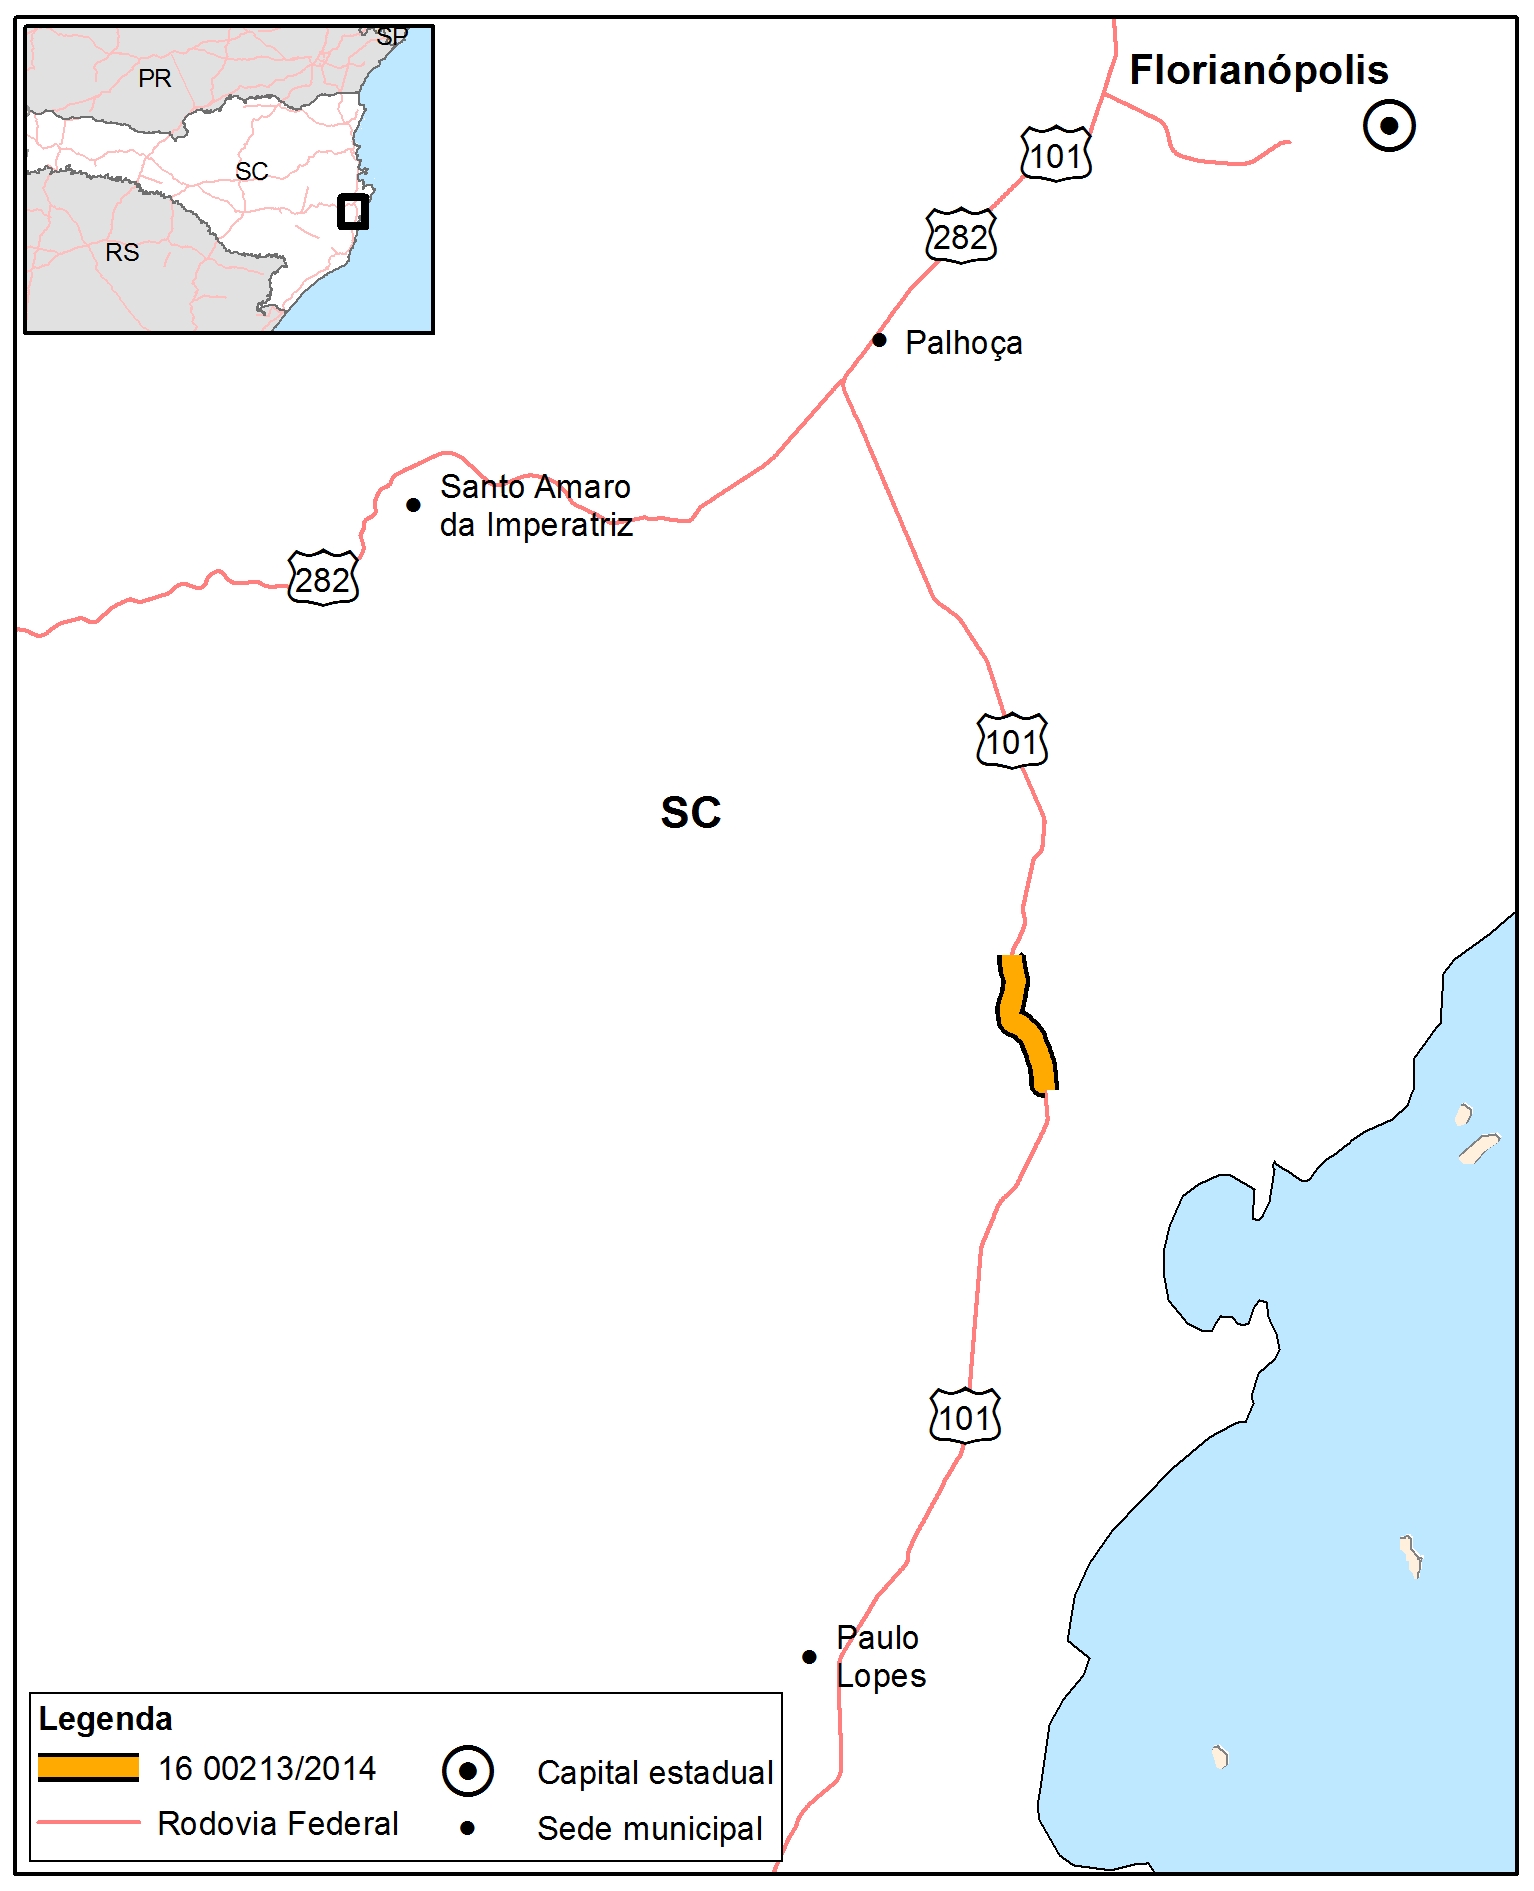 SP
PR
SC
RS
Florianópolis
101
282
Palhoça
Santo Amaro
da Imperatriz
282
101
SC
101
Paulo
Lopes
Legenda
16 00213/2014
Capital estadual
Rodovia Federal
Sede municipal